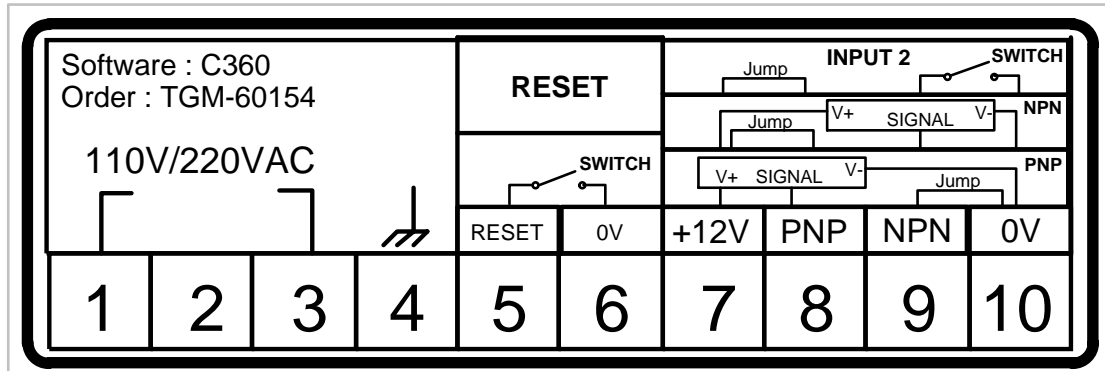 Software : C360
Order : TGM-60154
110V/220VAC
RESET
SWITCH
INPUT 2
Jump
SWITCH
V+ SIGNAL V- NPN
Jump
V+ SIGNAL V- PNP
Jump
RESET 0V +12V PNP NPN 0V
1 2 3 4 5 6 7 8 9 10